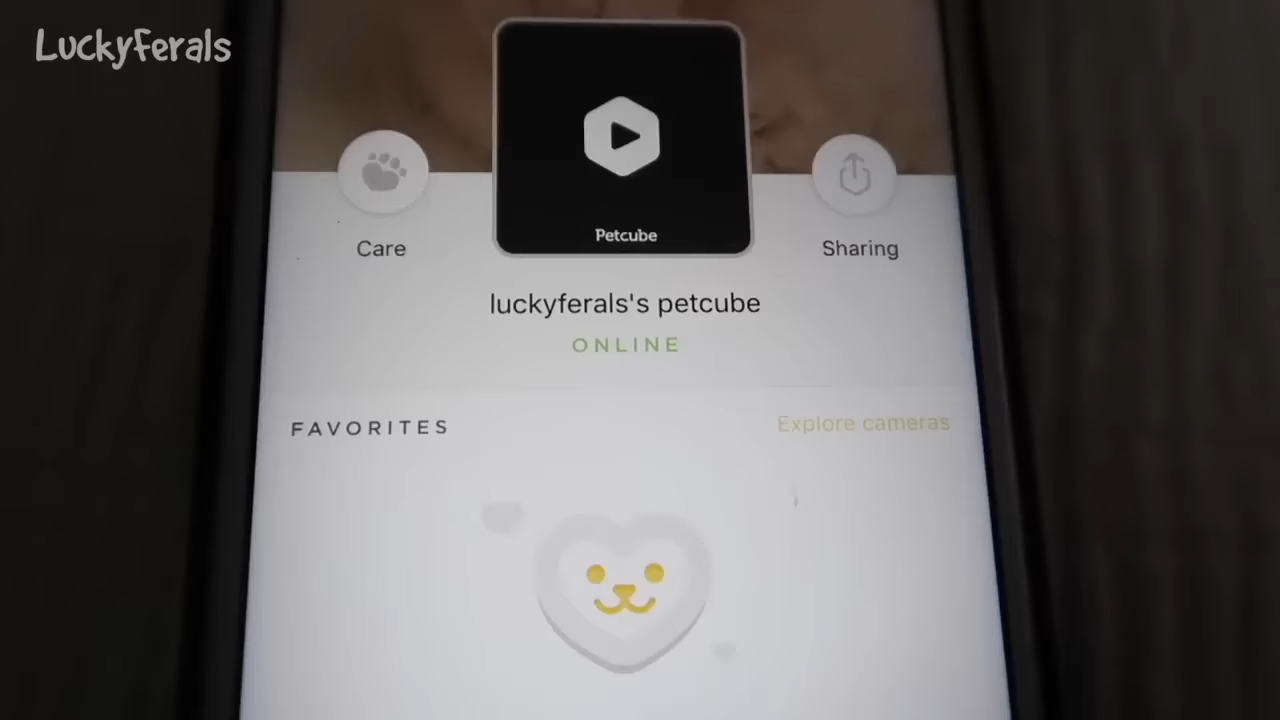 LuckyFerals
Petcube
Care
Sharing
luckyferals's petcube
ONLINE
FAVORITES
Explore cameras